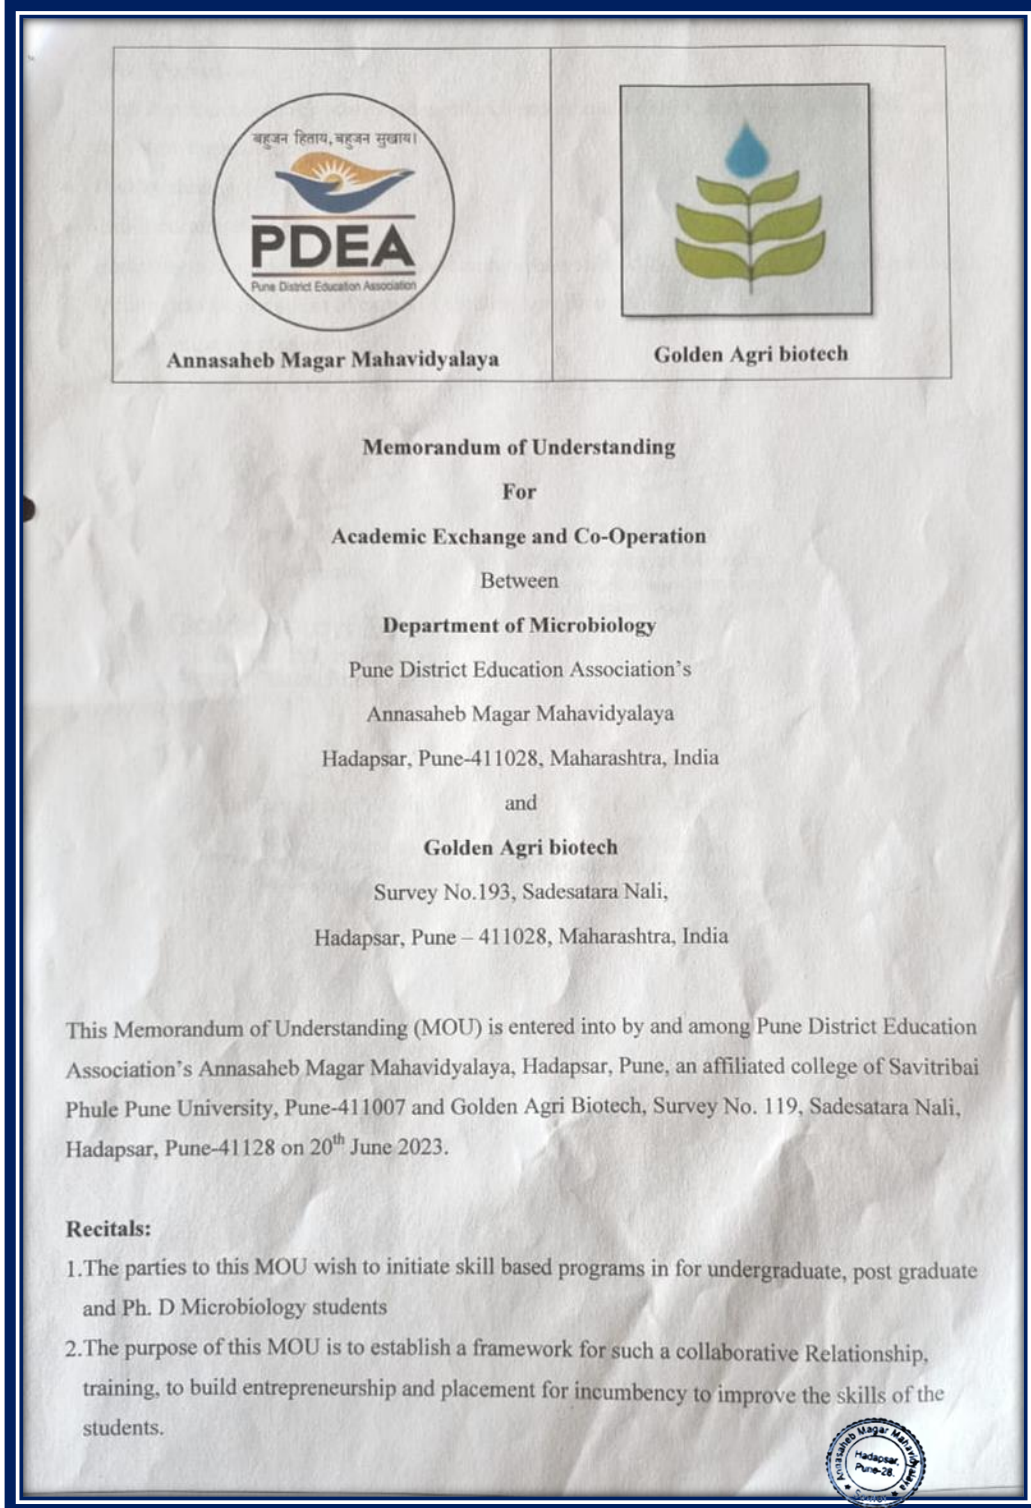 बहुजन हिताय, बहुजन सुखाय।
PDEA
Pune District Education Association
Annasaheb Magar Mahavidyalaya
Golden Agri biotech
Memorandum of Understanding
For
Academic Exchange and Co-Operation
Between
Department of Microbiology
Pune District Education Association's
Annasaheb Magar Mahavidyalaya
Hadapsar, Pune-411028, Maharashtra, India
and
Golden Agri biotech
Survey No.193, Sadesatara Nali,
Hadapsar, Pune – 411028, Maharashtra, India
This Memorandum of Understanding (MOU) is entered into by and among Pune District Education
Association's Annasaheb Magar Mahavidyalaya, Hadapsar, Pune, an affiliated college of Savitribai
Phule Pune University, Pune-411007 and Golden Agri Biotech, Survey No. 119, Sadesatara Nali,
Hadapsar, Pune-41128 on 20th June 2023.
Recitals:
1.The parties to this MOU wish to initiate skill based programs in for undergraduate, post graduate
and Ph. D Microbiology students
2.The purpose of this MOU is to establish a framework for such a collaborative Relationship,
training, to build entrepreneurship and placement for incumbency to improve the skills of the
students.
Annasaheb Magar Mahavidyalaya
Hadapsar,
Pune-28.